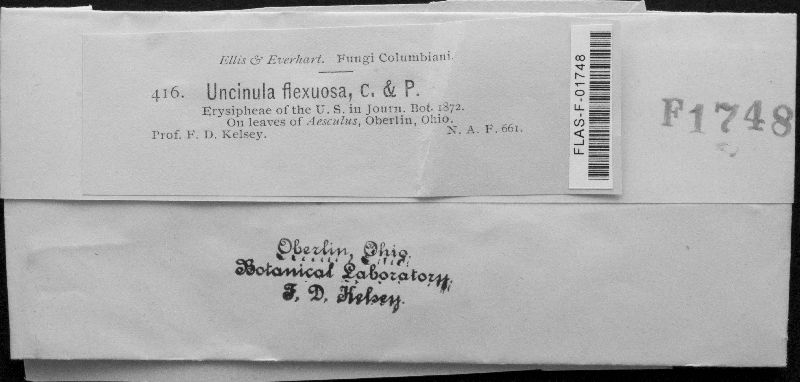 Ellis & Everhart. Fungi Columbiani.
416. Uncinula flexuosa, C. & P.
Erysipheae of the U. S. in Journ. Bot. 1872.
On leaves of Aesculus, Oberlin, Ohio.
Prof. F. D. Kelsey. N. A. F. 661.
FLAS-F-01748
F1748
Oberlin, Ohio,
Botanical Laboratory,
F. D. Kelsey.